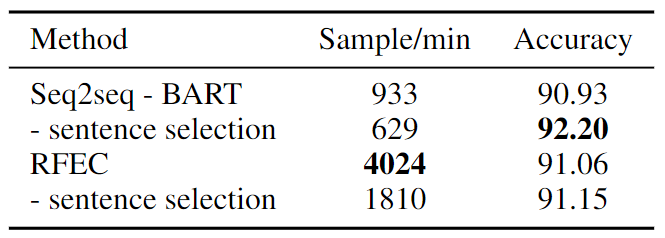 Method Sample/min Accuracy
Seq2seq - BART 933 90.93
- sentence selection 629 92.20
RFEC 4024 91.06
- sentence selection 1810 91.15